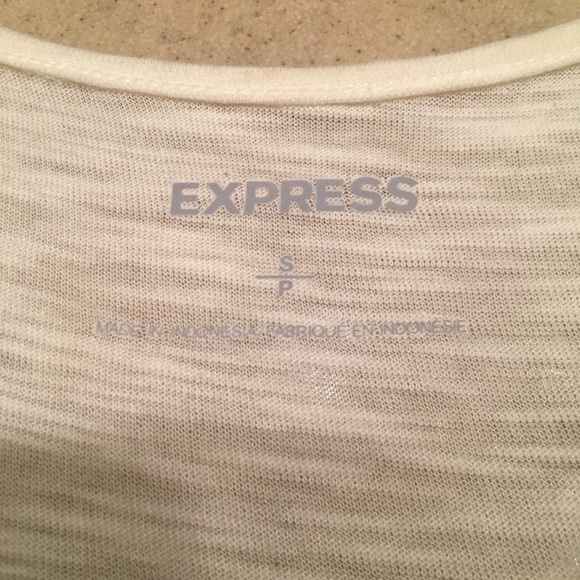 EXPRESS
S
P
MADE IN INDONESIA/FABRIQUÉ EN INDONÉSIE